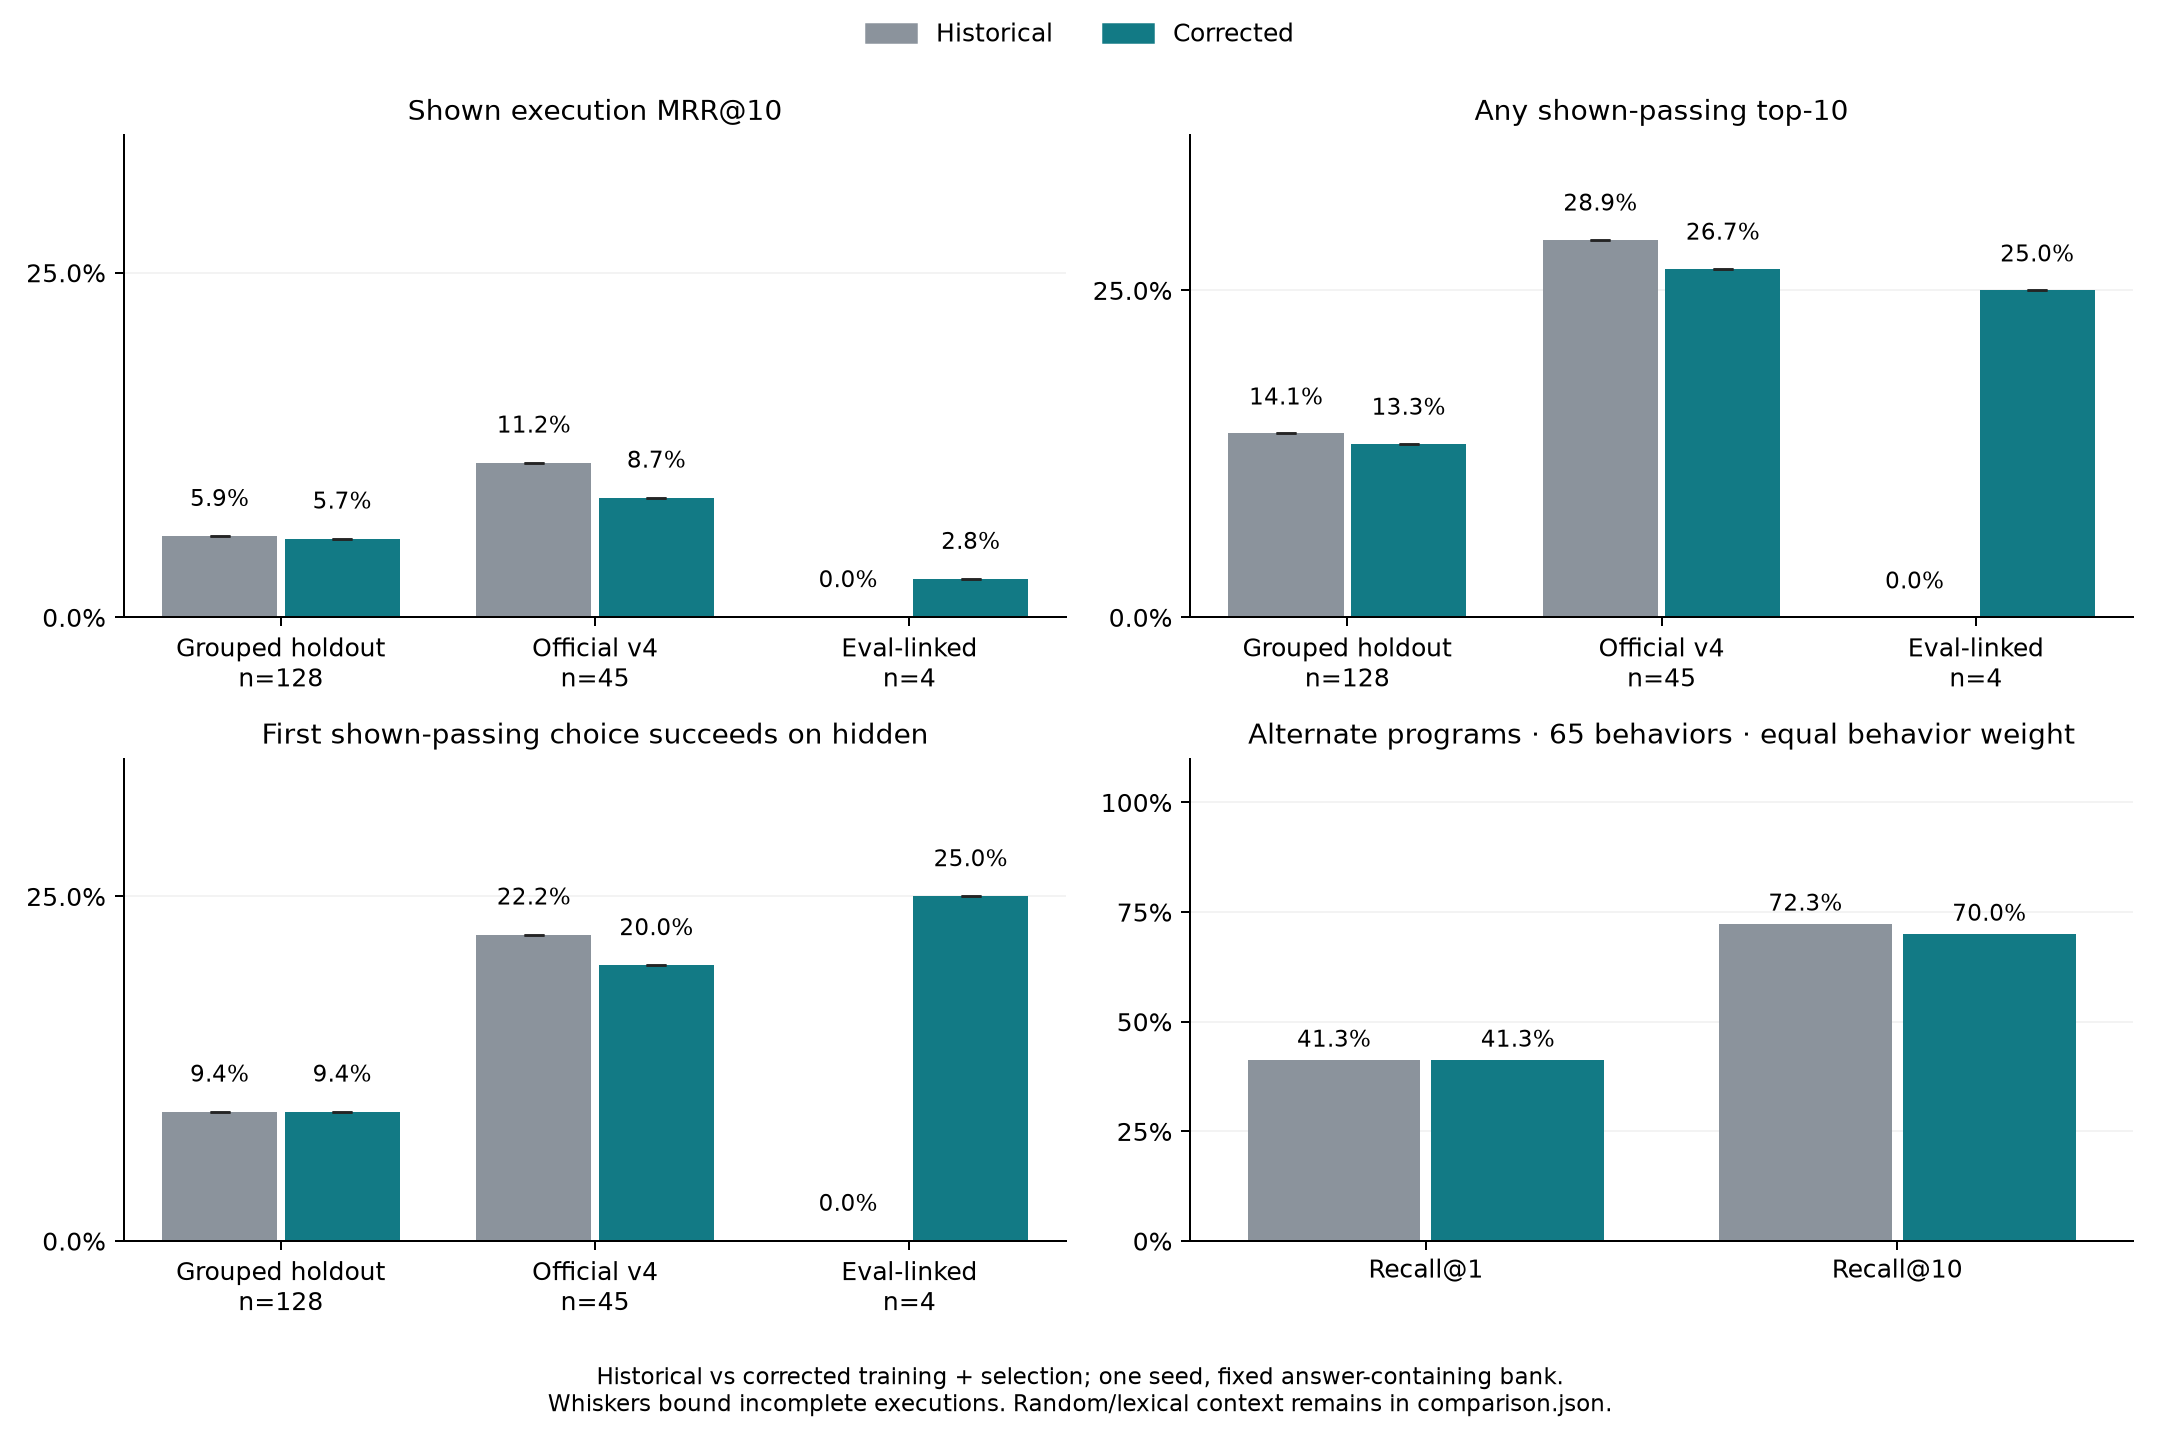 Historical Corrected
Shown execution MRR@10
25.0%
0.0%
5.9%
5.7%
11.2%
8.7%
0.0%
2.8%
Grouped holdout
n=128
Official v4
n=45
Eval-linked
n=4
Any shown-passing top-10
25.0%
0.0%
14.1%
13.3%
28.9%
26.7%
0.0%
25.0%
Grouped holdout
n=128
Official v4
n=45
Eval-linked
n=4
First shown-passing choice succeeds on hidden
25.0%
0.0%
9.4%
9.4%
22.2%
20.0%
0.0%
25.0%
Grouped holdout
n=128
Official v4
n=45
Eval-linked
n=4
Alternate programs · 65 behaviors · equal behavior weight
100%
75%
50%
25%
0%
41.3%
41.3%
72.3%
70.0%
Recall@1
Recall@10
Historical vs corrected training + selection; one seed, fixed answer-containing bank.
Whiskers bound incomplete executions. Random/lexical context remains in comparison.json.